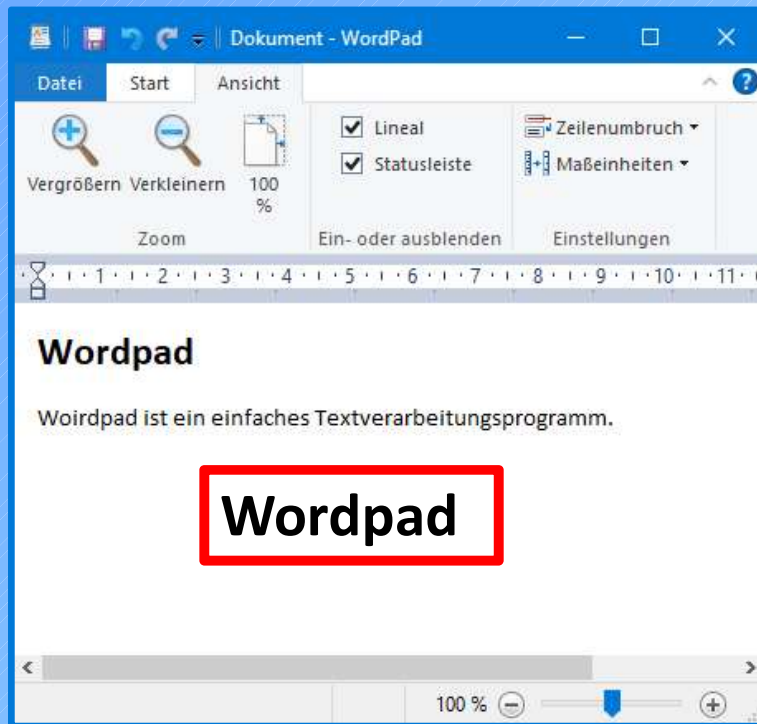 Dokument - WordPad
Datei Start Ansicht
Vergrößern Verkleinern 100 %
Lineal
Statusleiste
Zeilenumbruch
Maßeinheiten
Zoom Ein- oder ausblenden Einstellungen
1 2 3 4 5 6 7 8 9 10 11
Wordpad
Woirdpad ist ein einfaches Textverarbeitungsprogramm.
Wordpad
100 %